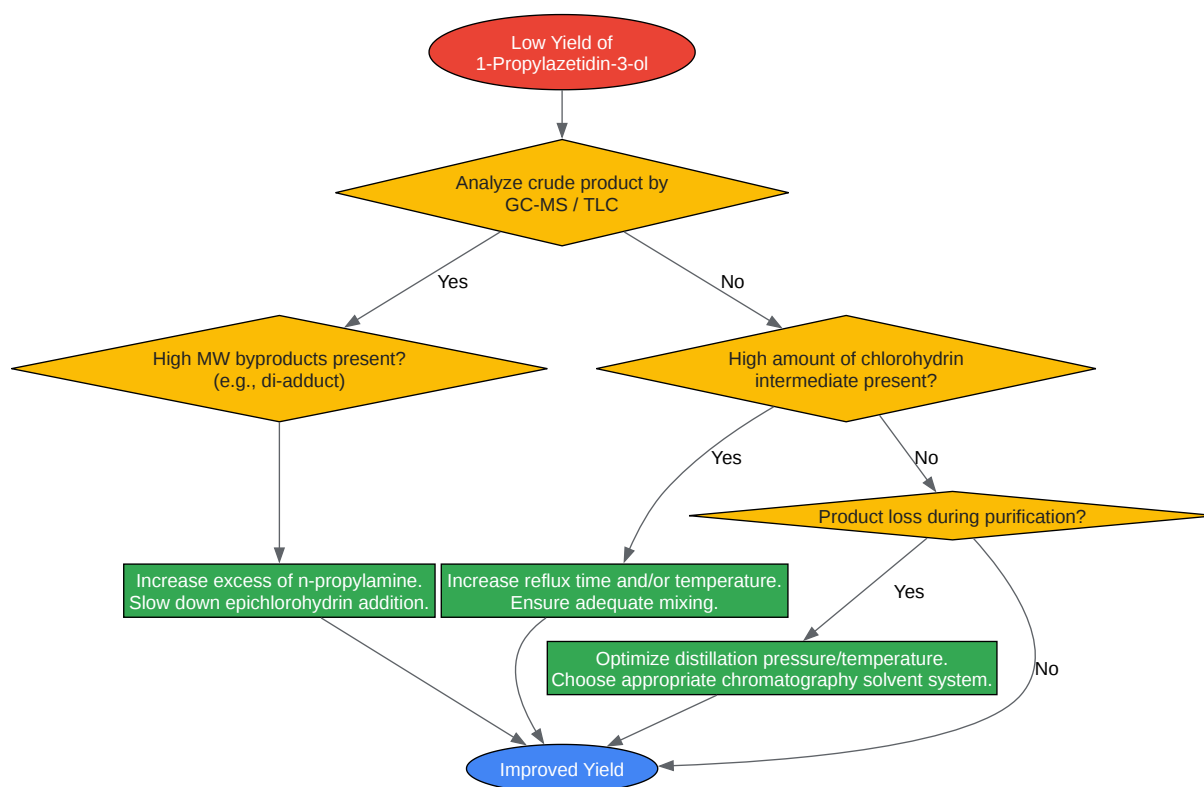 Low Yield of
1-Propylazetidin-3-ol
Analyze crude product by
GC-MS / TLC
Yes
No
High MW byproducts present?
(e.g., di-adduct)
High amount of chlorohydrin
intermediate present?
Yes
No
Product loss during purification?
Increase excess of n-propylamine.
Slow down epichlorohydrin addition.
Increase reflux time and/or temperature.
Ensure adequate mixing.
Yes
Optimize distillation pressure/temperature.
Choose appropriate chromatography solvent system.
No
Improved Yield